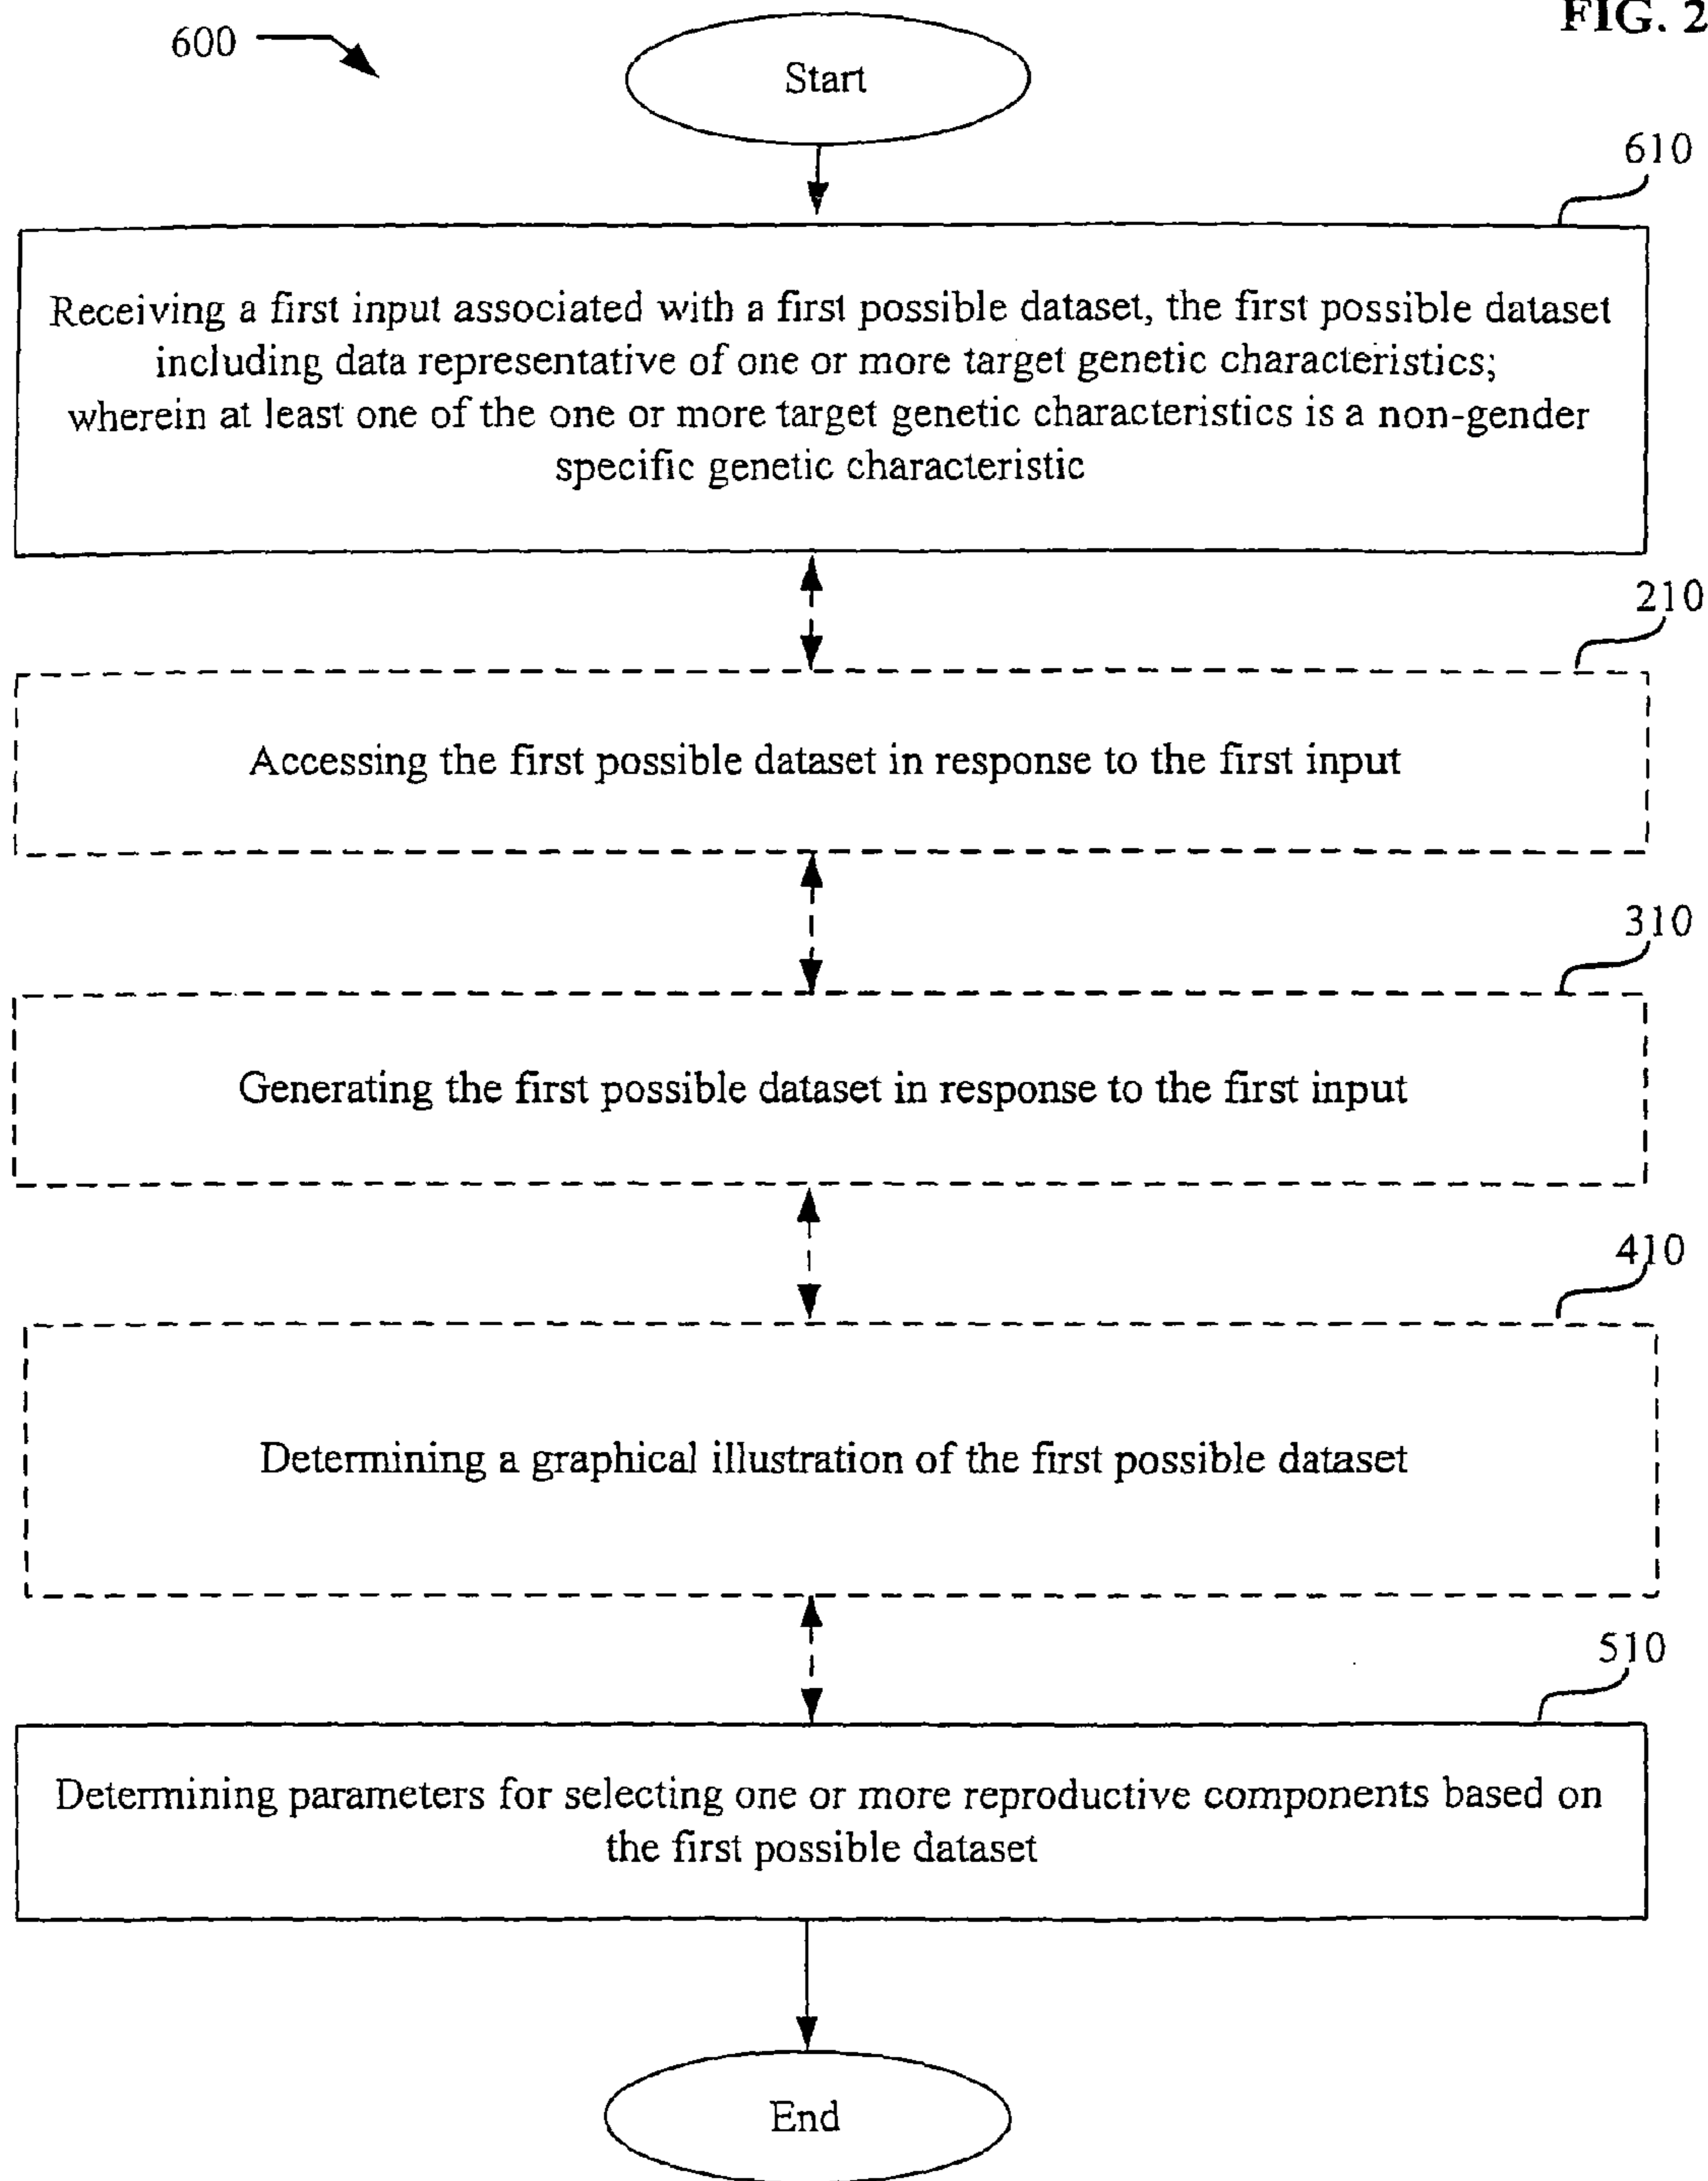 FIG. 2
600
Start
610
Receiving a first input associated with a first possible dataset, the first possible dataset
including data representative of one or more target genetic characteristics;
wherein at least one of the one or more target genetic characteristics is a non-gender
specific genetic characteristic
210
Accessing the first possible dataset in response to the first input
310
Generating the first possible dataset in response to the first input
410
Determining a graphical illustration of the first possible dataset
510
Determining parameters for selecting one or more reproductive components based on
the first possible dataset
End